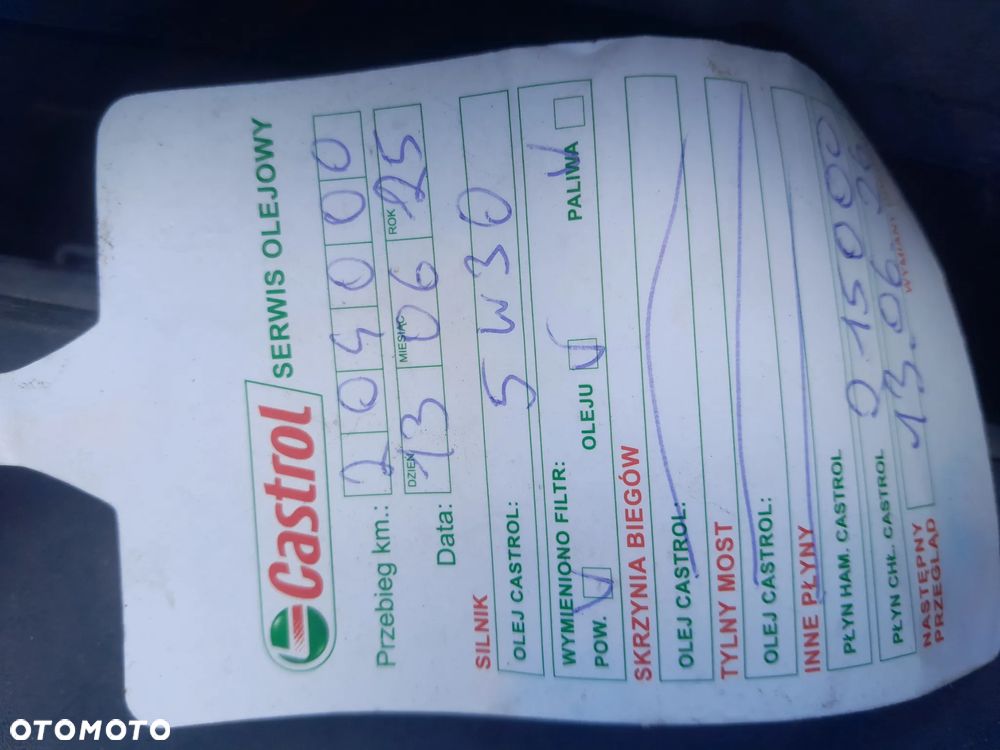 Castrol SERWIS OLEJOWY
Przebieg km.: 204000
DZIEŃ MIESIĄC ROK
Data: 13 06 25
SILNIK
OLEJ CASTROL: 5W30
WYMIENIONO FILTR:
POW. OLEJU PALIWA
SKRZYNIA BIEGÓW
OLEJ CASTROL:
TYLNY MOST
OLEJ CASTROL:
INNE PŁYNY
PŁYN HAM. CASTROL
PŁYN CHŁ. CASTROL
NASTĘPNY PRZEGLĄD
13.06.26
WYMIANY
OTOMOTO